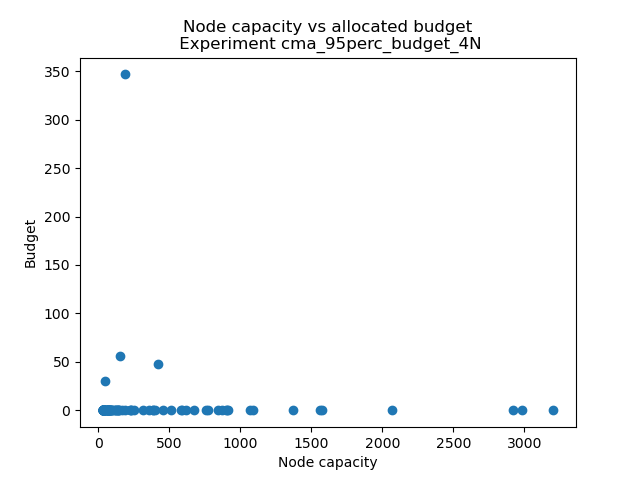 Node capacity vs allocated budget
Experiment cma_95perc_budget_4N
350
300
250
200
150
100
50
0
Budget
0 500 1000 1500 2000 2500 3000
Node capacity